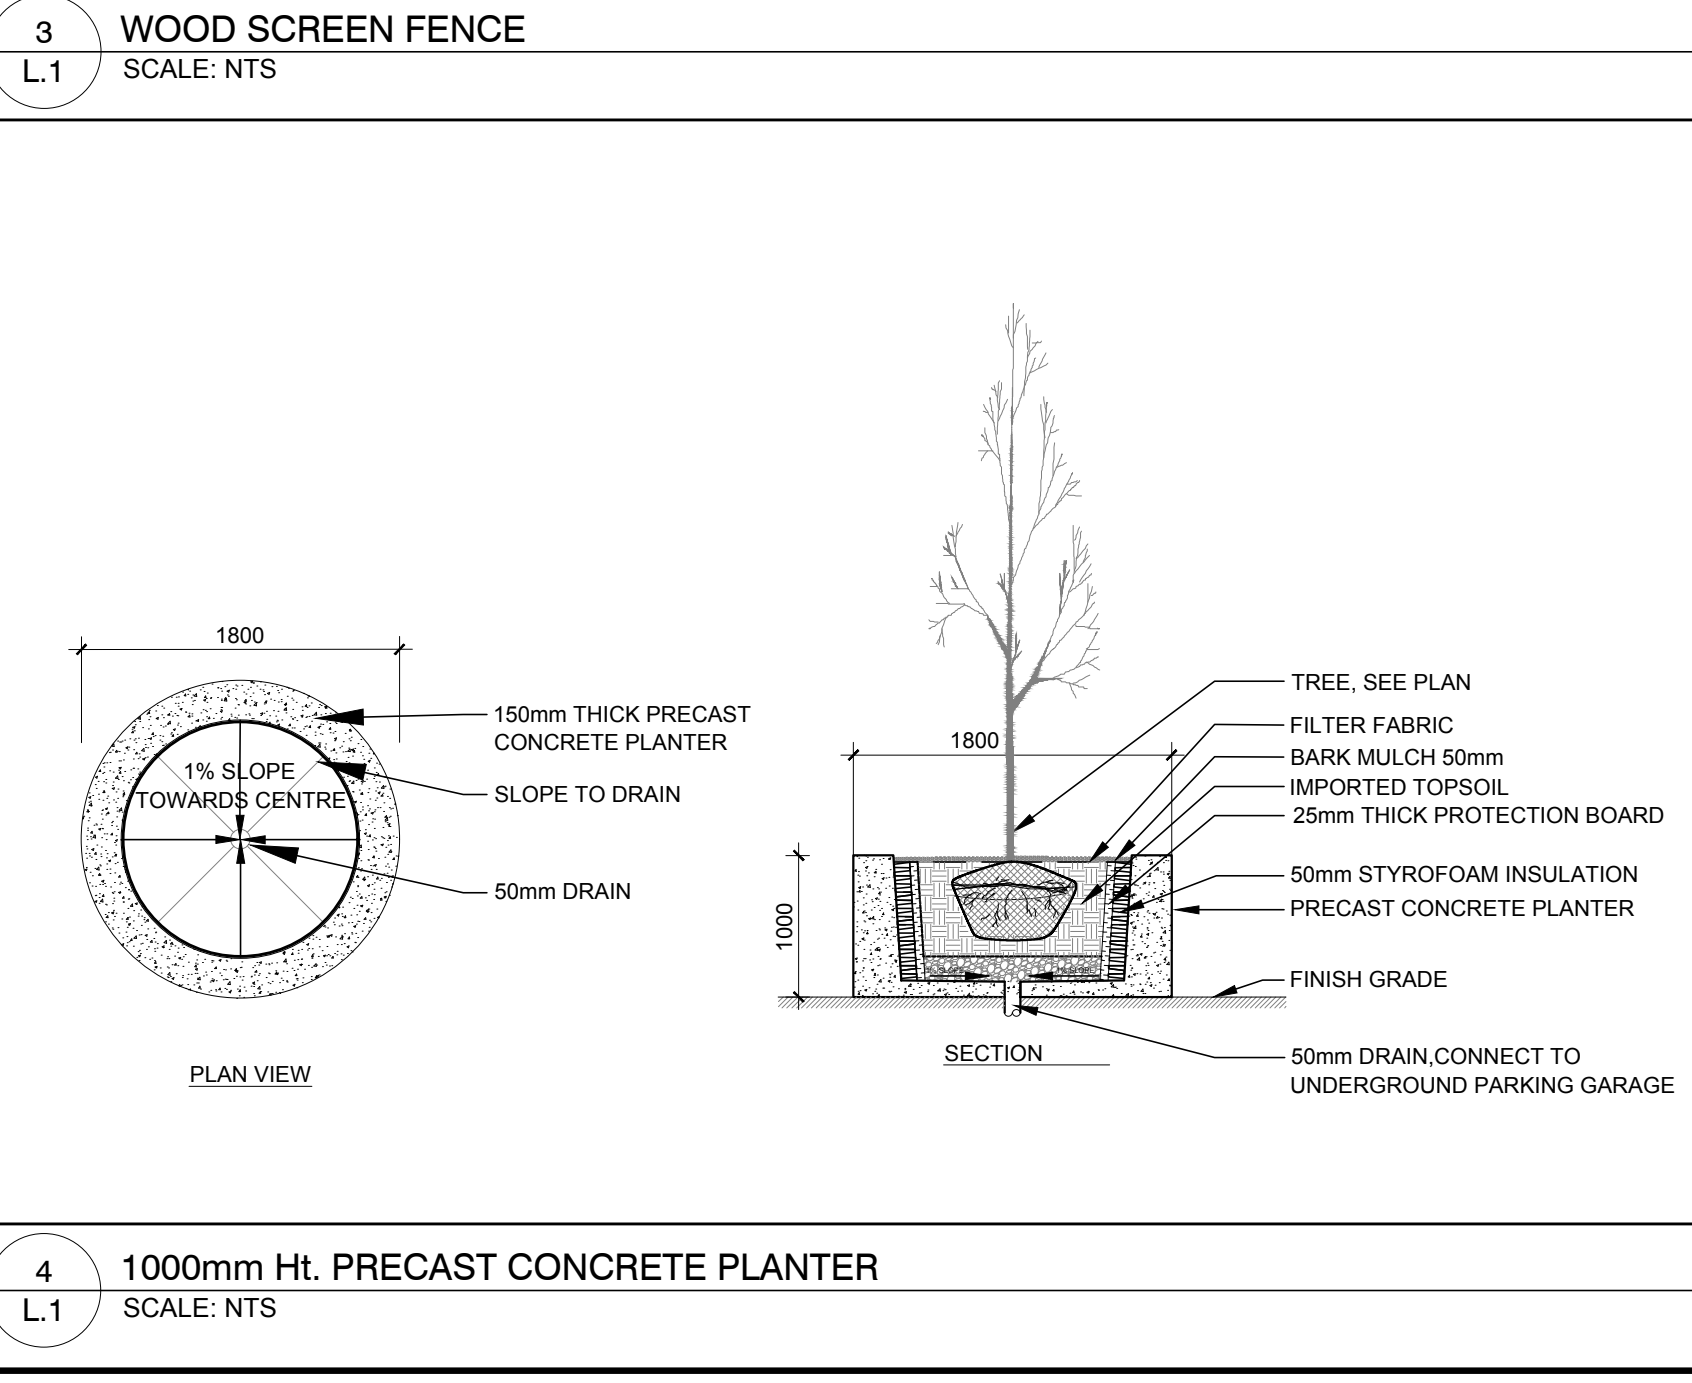 3
L.1
WOOD SCREEN FENCE
SCALE: NTS
1800
150mm THICK PRECAST
CONCRETE PLANTER
1% SLOPE
TOWARDS CENTRE
SLOPE TO DRAIN
50mm DRAIN
PLAN VIEW
TREE, SEE PLAN
FILTER FABRIC
1800
BARK MULCH 50mm
IMPORTED TOPSOIL
25mm THICK PROTECTION BOARD
50mm STYROFOAM INSULATION
PRECAST CONCRETE PLANTER
1000
SLOPE
SLOPE
FINISH GRADE
SECTION
50mm DRAIN,CONNECT TO
UNDERGROUND PARKING GARAGE
4
L.1
1000mm Ht. PRECAST CONCRETE PLANTER
SCALE: NTS